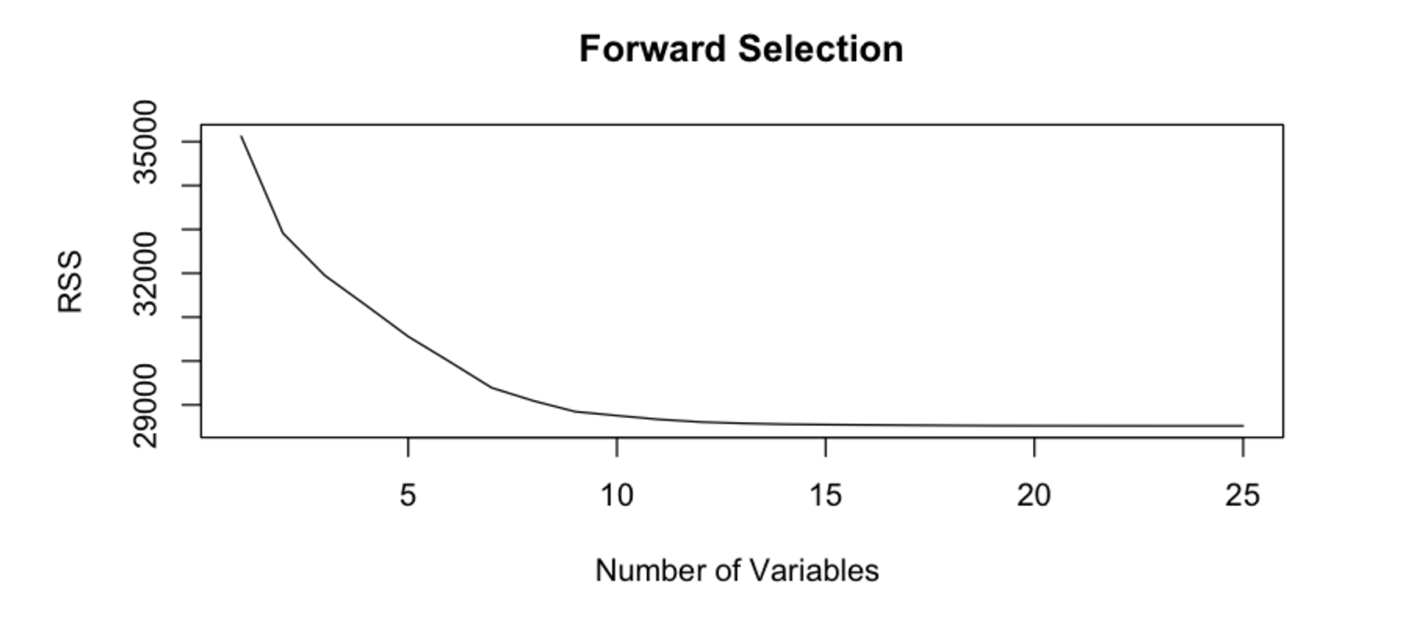 Forward Selection
35000
32000
29000
RSS
5 10 15 20 25
Number of Variables